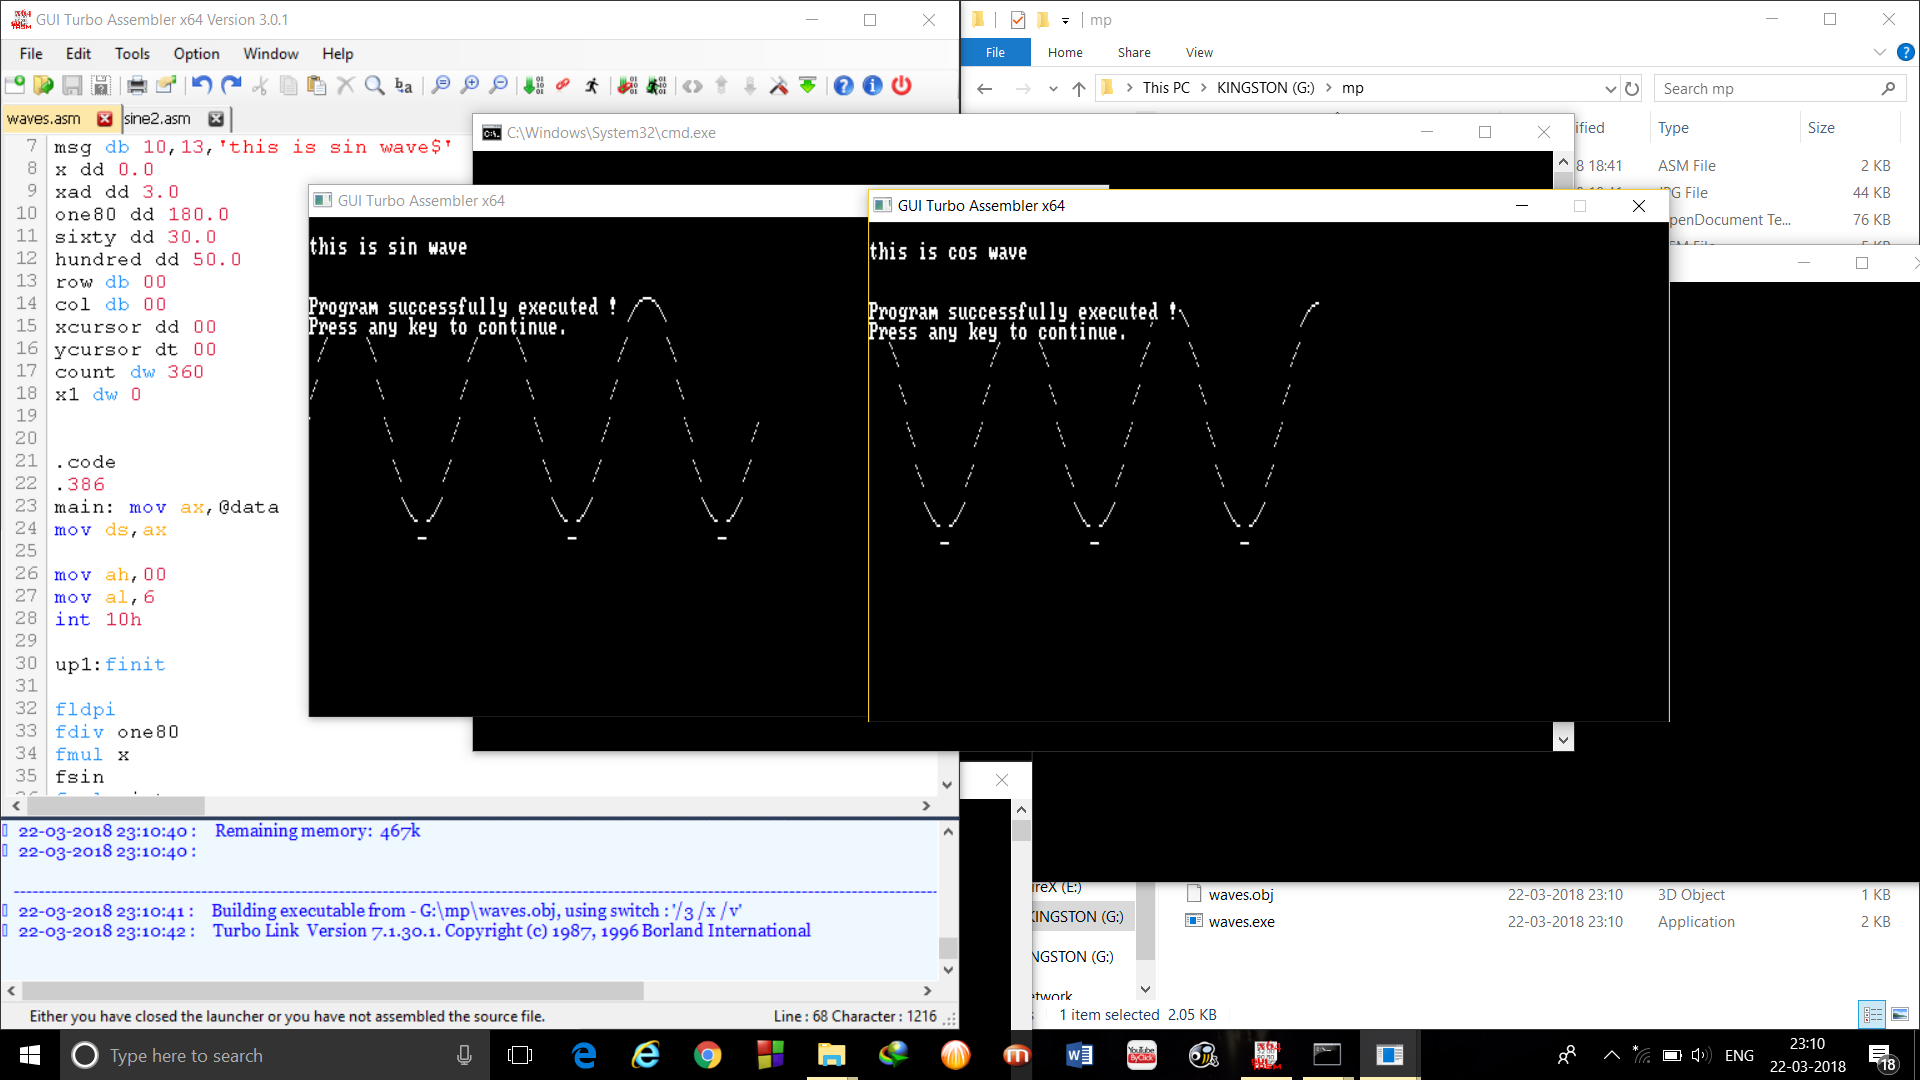 GUI Turbo Assembler x64 Version 3.0.1
File Edit Tools Option Window Help
waves.asm sine2.asm
7 msg db 10,13,'this is sin wave$'
8 x dd 0.0
9 xad dd 3.0
10 one80 dd 180.0
11 sixty dd 30.0
12 hundred dd 50.0
13 row db 00
14 col db 00
15 xcursor dd 00
16 ycursor dt 00
17 count dw 360
18 x1 dw 0
19
20
21 .code
22 .386
23 main: mov ax,@data
24 mov ds,ax
25
26 mov ah,00
27 mov al,6
28 int 10h
29
30 up1:finit
31
32 fldpi
33 fdiv one80
34 fmul x
35 fsin
22-03-2018 23:10:40 : Remaining memory: 467k
22-03-2018 23:10:40 :
22-03-2018 23:10:41 : Building executable from - G:\mp\waves.obj, using switch : '/3 /x /v'
22-03-2018 23:10:42 : Turbo Link Version 7.1.30.1. Copyright (c) 1987, 1996 Borland International
Either you have closed the launcher or you have not assembled the source file. Line : 68 Character : 1216
C:\Windows\System32\cmd.exe
GUI Turbo Assembler x64
this is sin wave
Program successfully executed !
Press any key to continue.
GUI Turbo Assembler x64
this is cos wave
Program successfully executed !
Press any key to continue.
mp
File Home Share View
This PC KINGSTON (G:) mp
Search mp
ified Type Size
8 18:41 ASM File 2 KB
44 KB
penDocument Te... 76 KB
ireX (E:)
KINGSTON (G:)
NGSTON (G:)
etwork
waves.obj 22-03-2018 23:10 3D Object 1 KB
waves.exe 22-03-2018 23:10 Application 2 KB
1 item selected 2.05 KB
Type here to search
ENG
23:10
22-03-2018
18